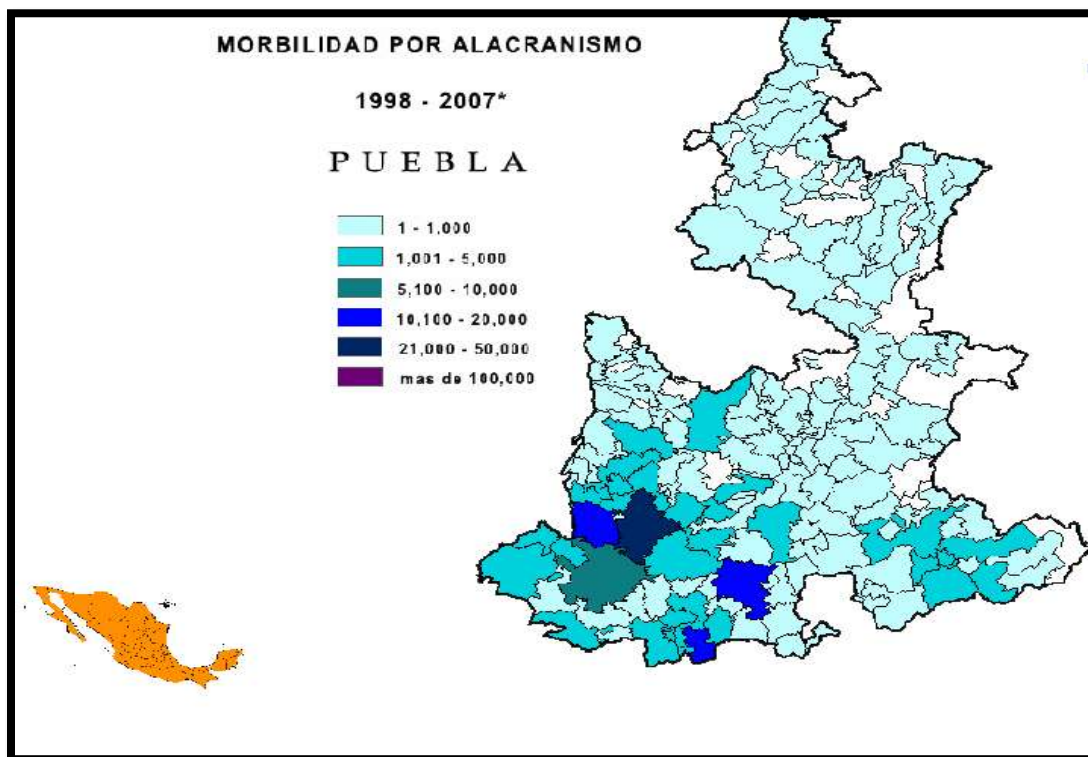 MORBILIDAD POR ALACRANISMO
1998 - 2007*
PUEBLA
1 - 1,000
1,001 - 5,000
5,100 - 10,000
10,100 - 20,000
21,000 - 50,000
mas de 100,000